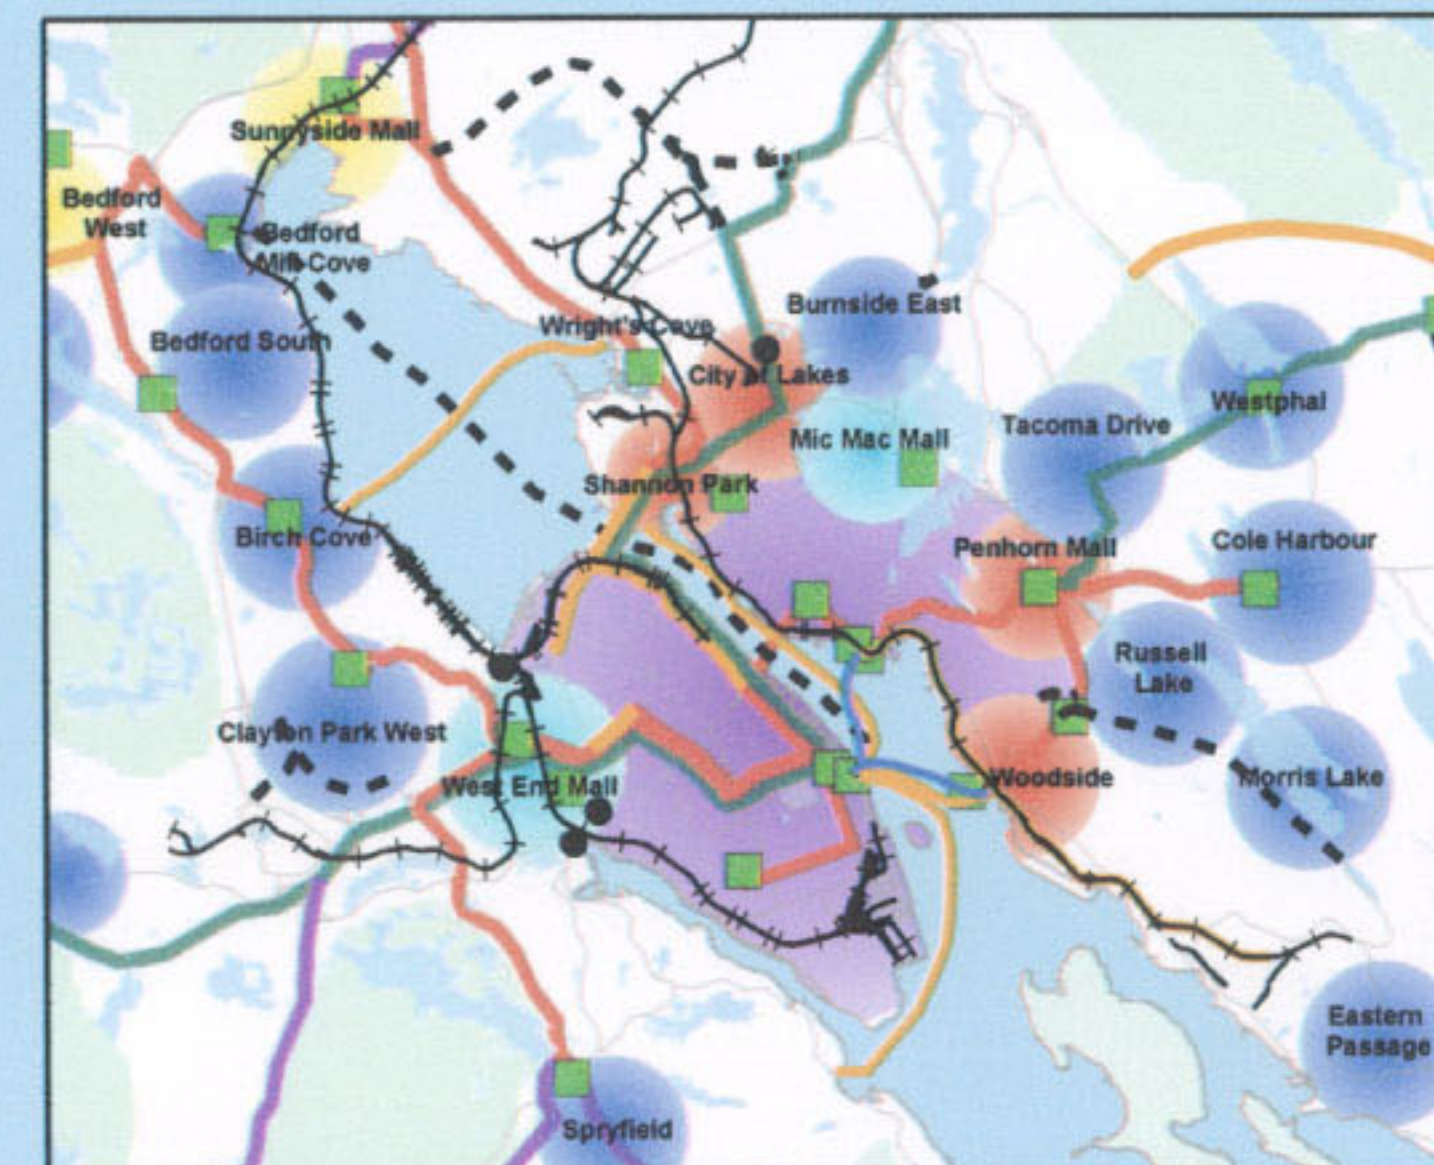 Sunnyside Mall
Bedford
West
Bedford
Mill Cove
Burnside East
Wright's Cove
Bedford South
City of Lakes
Westphal
Tacoma Drive
Mic Mac Mall
Shannon Park
Birch Cove
Penhorn Mall
Cole Harbour
Russell
Lake
Clayton Park West
West End Mall
Woodside
Morris Lake
Eastern
Passage
Spryfield